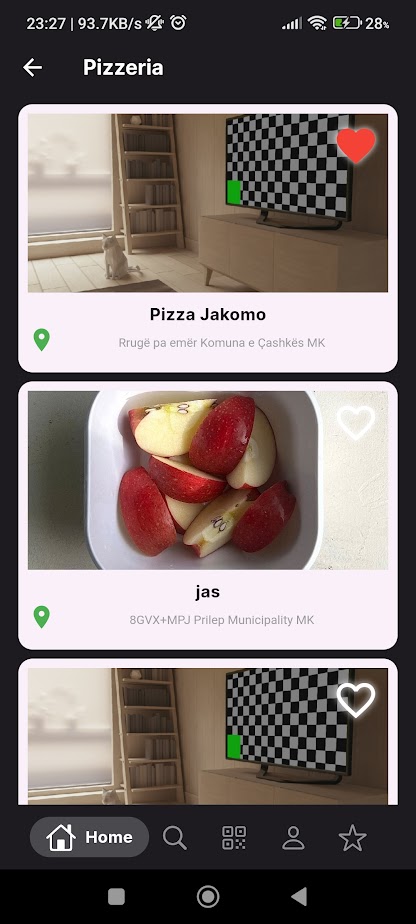 23:27 | 93.7KB/s 28%
Pizzeria
Pizza Jakomo
Rrugë pa emër Komuna e Çashkës MK
jas
8GVX+MPJ Prilep Municipality MK
Home